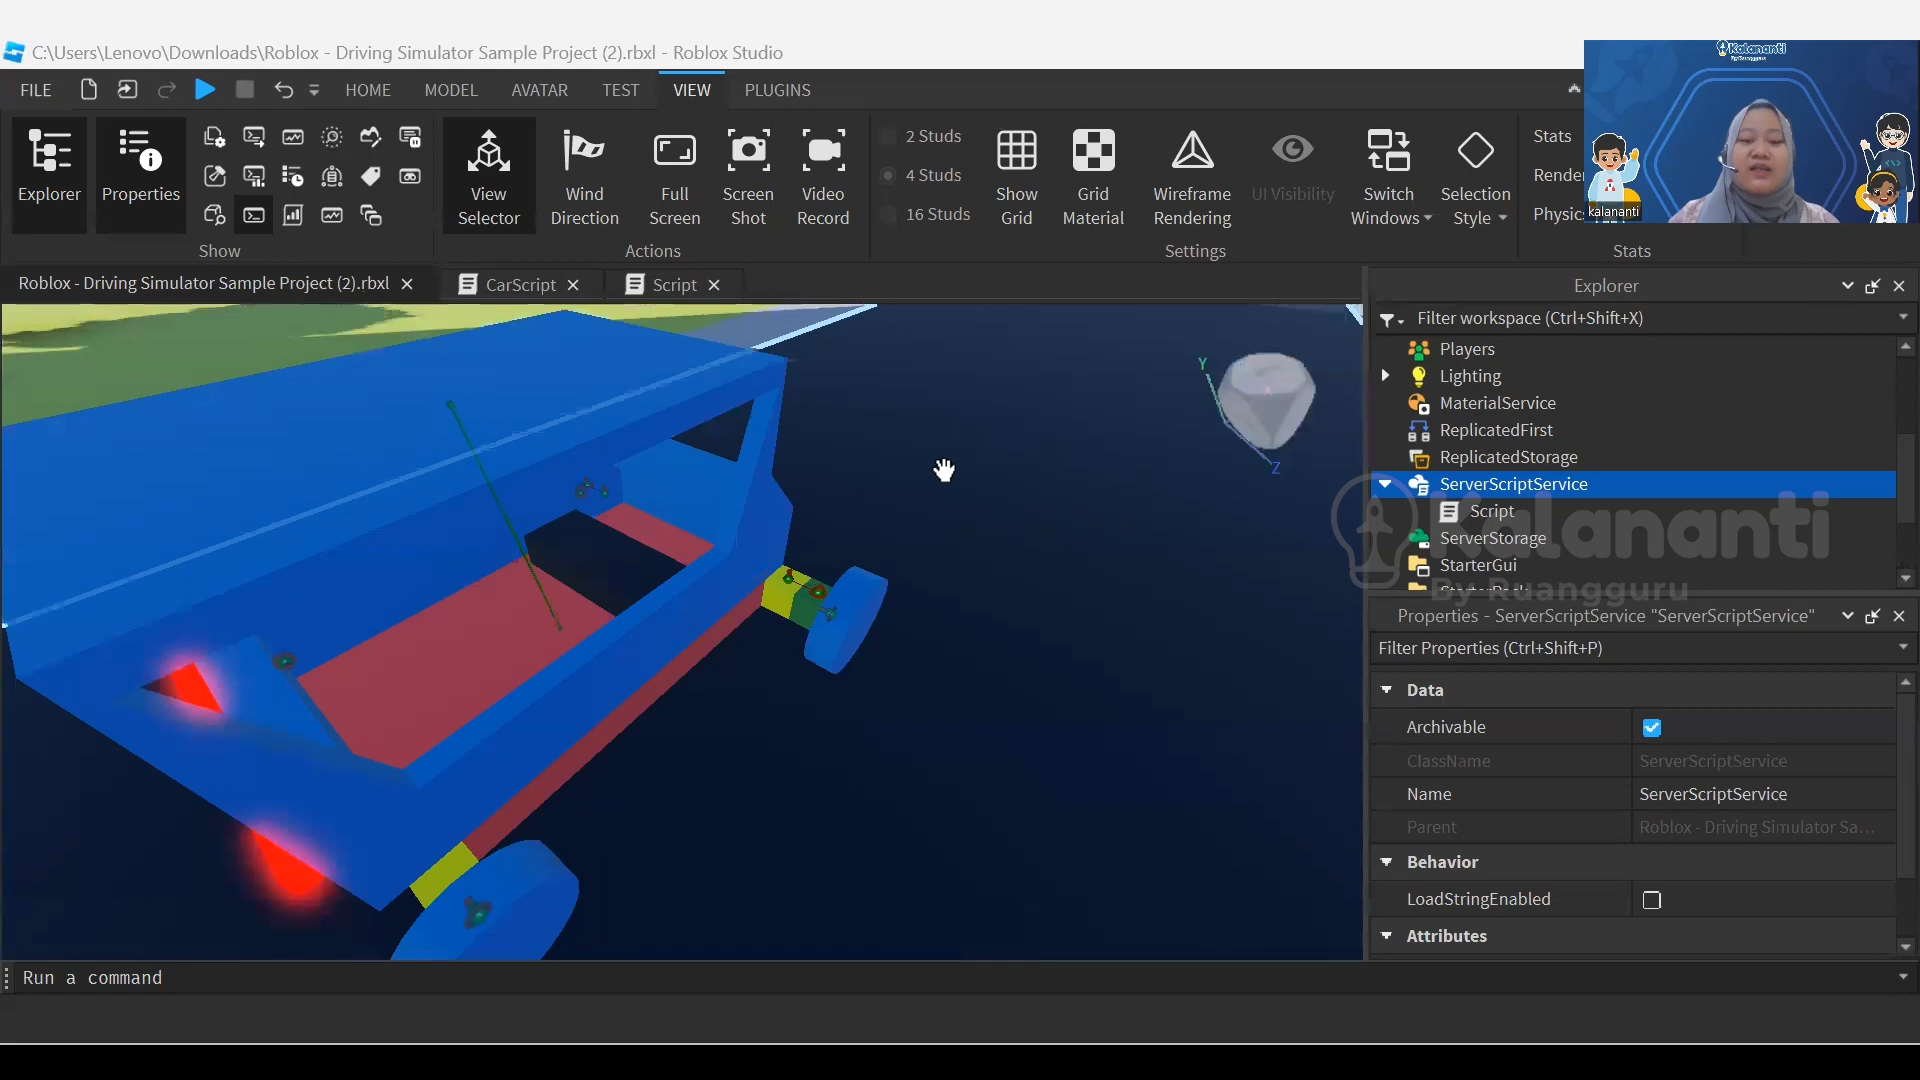 C:\Users\Lenovo\Downloads\Roblox - Driving Simulator Sample Project (2).rbxl - Roblox Studio
Kalananti
kalananti
FILE HOME MODEL AVATAR TEST VIEW PLUGINS
Explorer
Properties
Show
View Selector
Wind Direction
Full Screen
Screen Shot
Video Record
Actions
2 Studs
4 Studs
16 Studs
Show Grid
Grid Material
Wireframe Rendering
UI Visibility
Switch Windows
Selection Style
Settings
Stats
Render
Physic
Stats
Roblox - Driving Simulator Sample Project (2).rbxl
CarScript
Script
Y
Z
Explorer
Filter workspace (Ctrl+Shift+X)
Players
Lighting
MaterialService
ReplicatedFirst
ReplicatedStorage
ServerScriptService
Script
ServerStorage
StarterGui
Kalananti
By Ruangguru
Properties - ServerScriptService "ServerScriptService"
Filter Properties (Ctrl+Shift+P)
Data
Archivable
ClassName ServerScriptService
Name ServerScriptService
Parent Roblox - Driving Simulator Sa...
Behavior
LoadStringEnabled
Attributes
Run a command